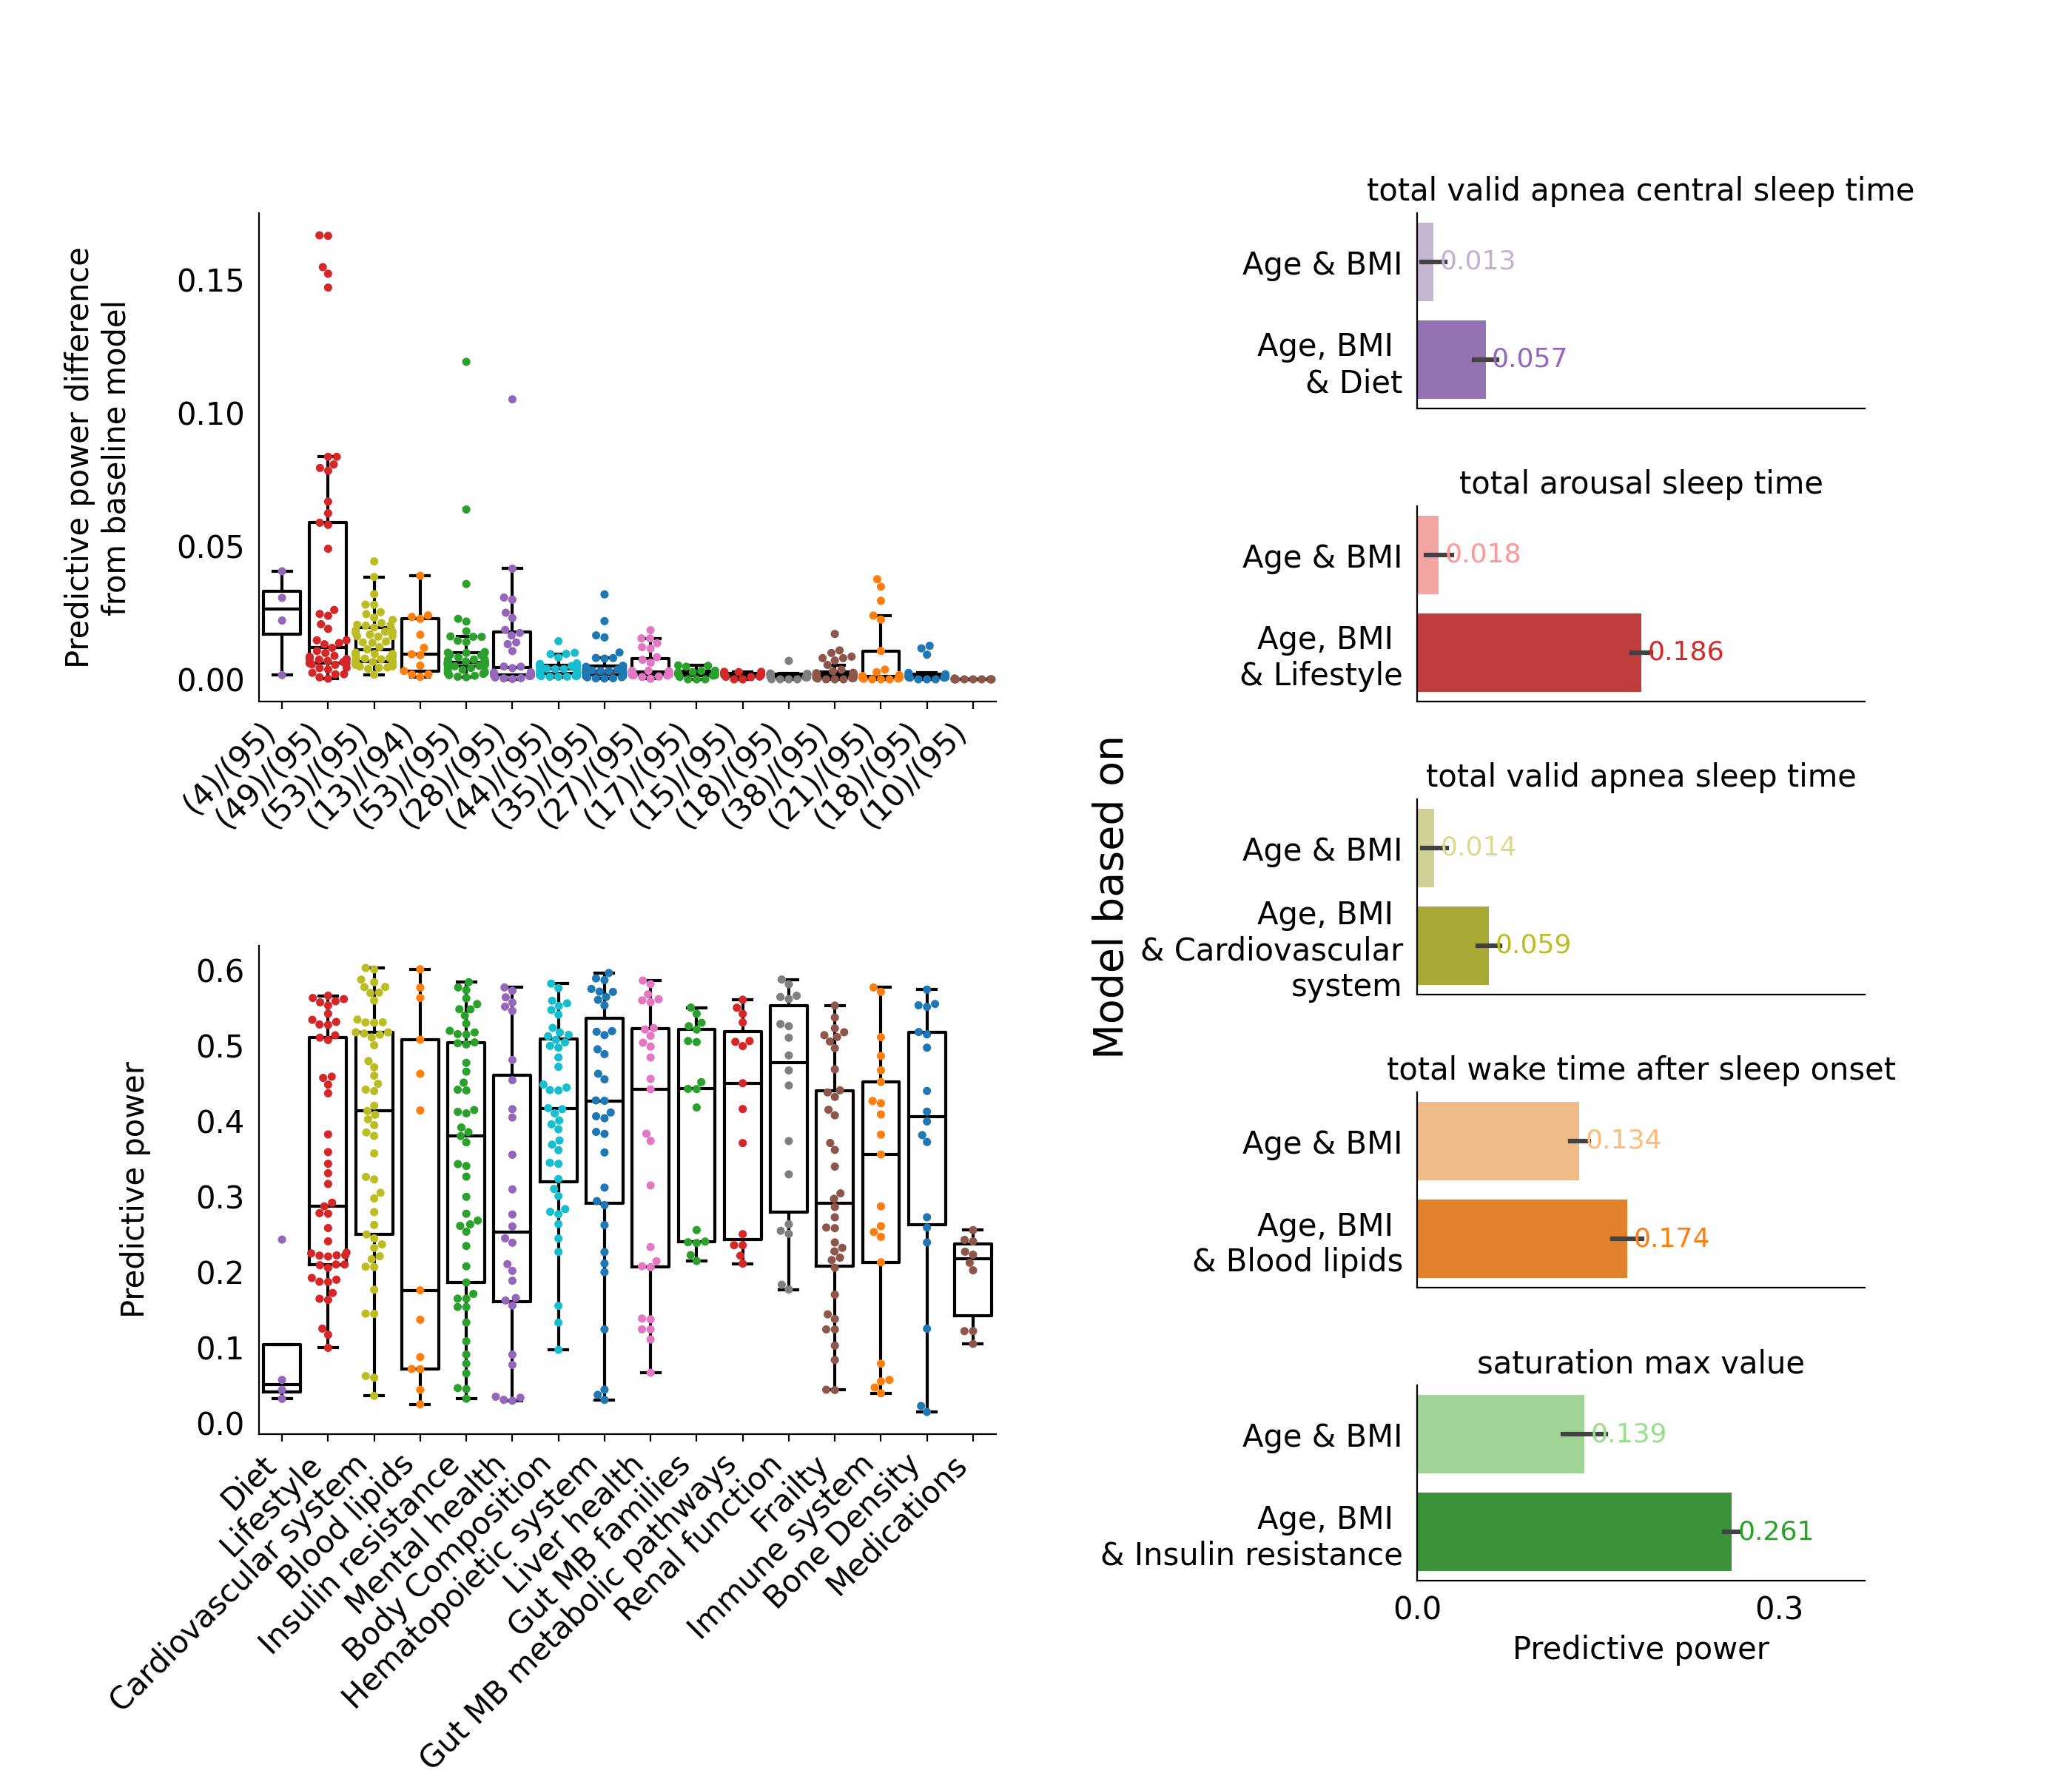 Predictive power difference
from baseline model
0.15
0.10
0.05
0.00
(4)/(95)
(49)/(95)
(53)/(95)
(13)/(94)
(53)/(95)
(28)/(95)
(44)/(95)
(35)/(95)
(27)/(95)
(17)/(95)
(15)/(95)
(18)/(95)
(38)/(95)
(21)/(95)
(18)/(95)
(10)/(95)
Predictive power
0.6
0.5
0.4
0.3
0.2
0.1
0.0
Diet
Lifestyle
Cardiovascular system
Blood lipids
Insulin resistance
Mental health
Body Composition
Hematopoietic system
Liver health
Gut MB families
Gut MB metabolic pathways
Renal function
Frailty
Immune system
Bone Density
Medications
Model based on
total valid apnea central sleep time
Age & BMI
0.013
Age, BMI
& Diet
0.057
total arousal sleep time
Age & BMI
0.018
Age, BMI
& Lifestyle
0.186
total valid apnea sleep time
Age & BMI
0.014
Age, BMI
& Cardiovascular
system
0.059
total wake time after sleep onset
Age & BMI
0.134
Age, BMI
& Blood lipids
0.174
saturation max value
Age & BMI
0.139
Age, BMI
& Insulin resistance
0.261
0.0
0.3
Predictive power